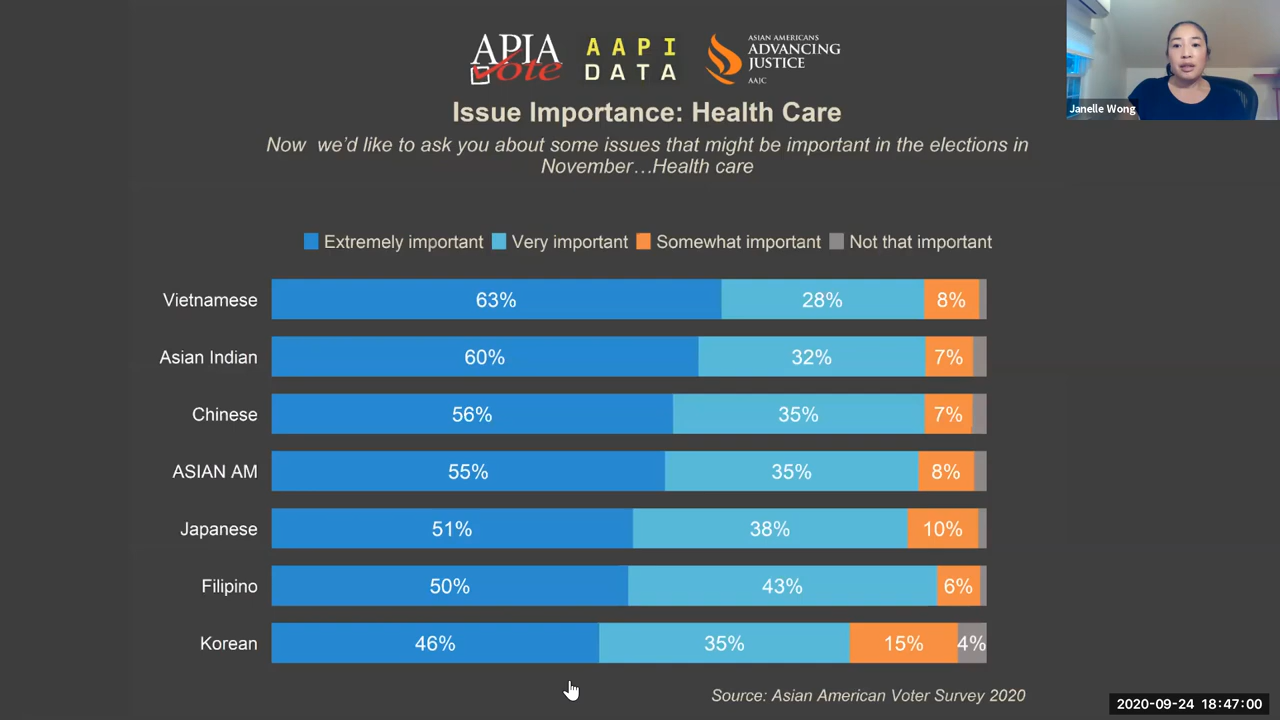 APIA
Vote
AAPI
DATA
ASIAN AMERICANS
ADVANCING
JUSTICE
AAJC
Janelle Wong
Issue Importance: Health Care
Now we'd like to ask you about some issues that might be important in the elections in
November…Health care
Extremely important Very important Somewhat important Not that important
Vietnamese 63% 28% 8%
Asian Indian 60% 32% 7%
Chinese 56% 35% 7%
ASIAN AM 55% 35% 8%
Japanese 51% 38% 10%
Filipino 50% 43% 6%
Korean 46% 35% 15% 4%
Source: Asian American Voter Survey 2020
2020-09-24 18:47:00